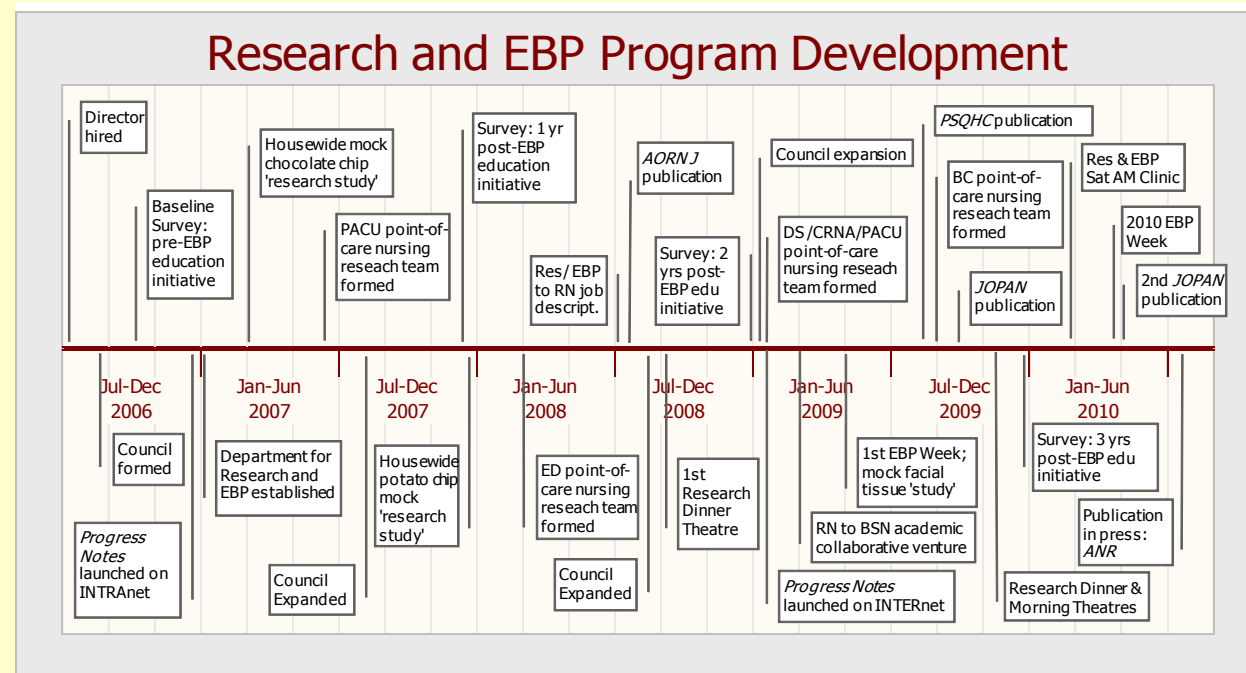 Research and EBP Program Development
Director
hired
Baseline
Survey:
pre-EBP
education
initiative
Housewide mock
chocolate chip
'research study'
PACU point-of-
care nursing
reseach team
formed
Survey: 1 yr
post-EBP
education
initiative
Res/ EBP
to RN job
descript.
AORN J
publication
Survey: 2
yrs post-
EBP edu
initiative
Council expansion
DS /CRNA/PACU
point-of-care
nursing reseach
team formed
PSQHC publication
BC point-of-
care nursing
reseach team
formed
JOPAN
publication
Res & EBP
Sat AM Clinic
2010 EBP
Week
2nd JOPAN
publication
Jul-Dec
2006
Jan-Jun
2007
Jul-Dec
2007
Jan-Jun
2008
Jul-Dec
2008
Jan-Jun
2009
Jul-Dec
2009
Jan-Jun
2010
Council
formed
Progress
Notes
launched on
INTRAnet
Department for
Research and
EBP established
Council
Expanded
Housewide
potato chip
mock
'research
study'
ED point-of-
care nursing
reseach team
formed
Council
Expanded
1st
Research
Dinner
Theatre
Progress Notes
launched on INTERnet
RN to BSN academic
collaborative venture
1st EBP Week;
mock facial
tissue 'study'
Research Dinner &
Morning Theatres
Survey: 3 yrs
post-EBP edu
initiative
Publication
in press:
ANR